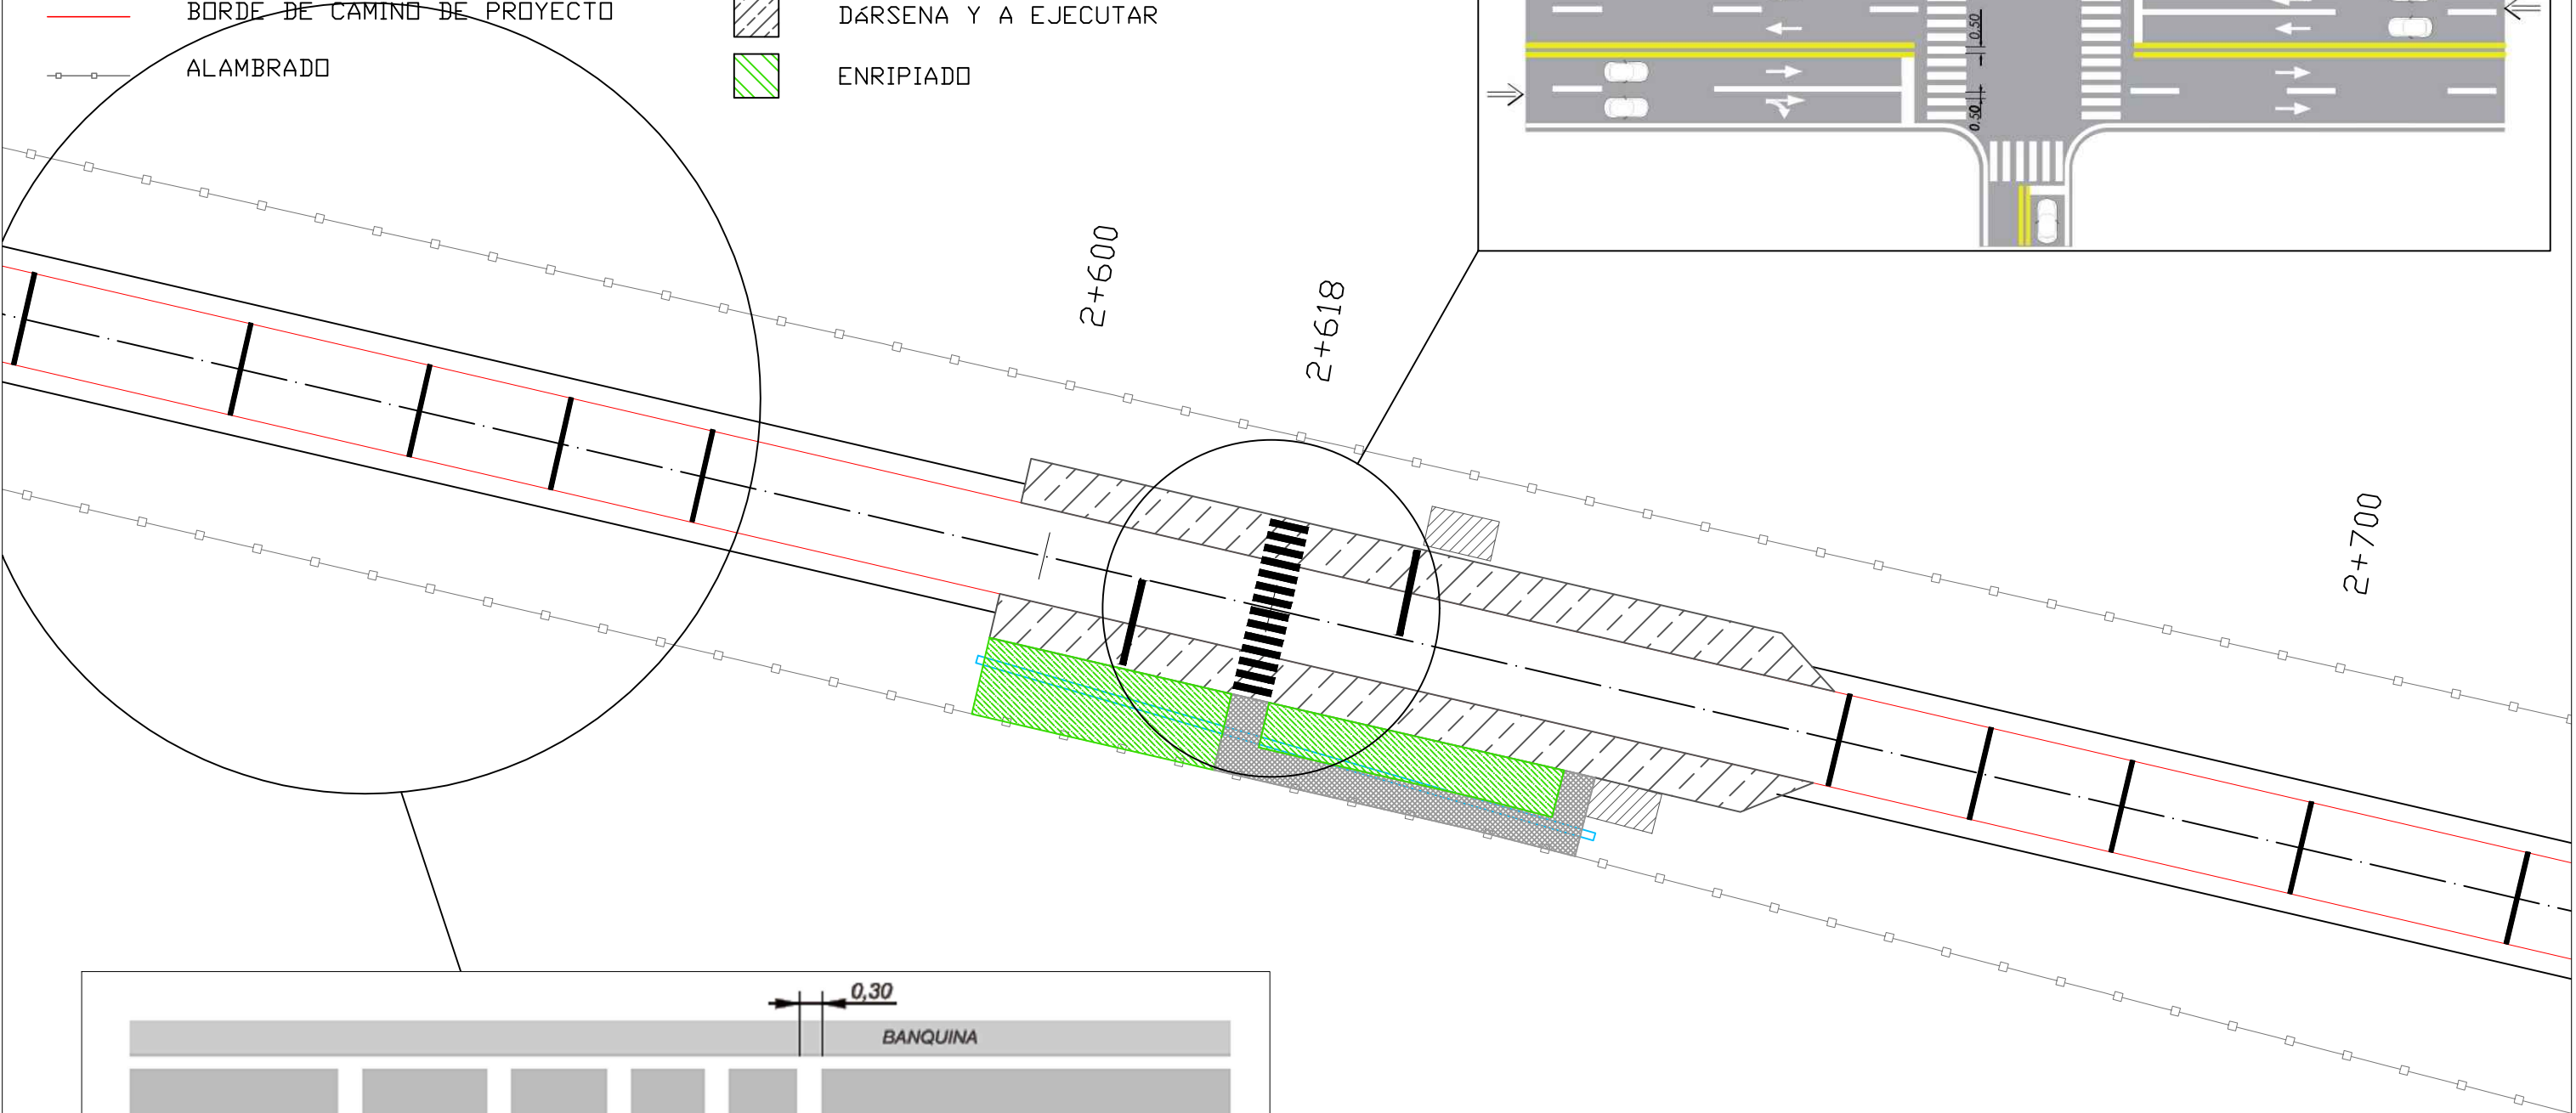 BORDE DE CAMINO DE PROYECTO
DáRSENA Y A EJECUTAR
ALAMBRADO
ENRIPIADO
0.50
0.50
2+600
2+618
2+700
0,30
BANQUINA